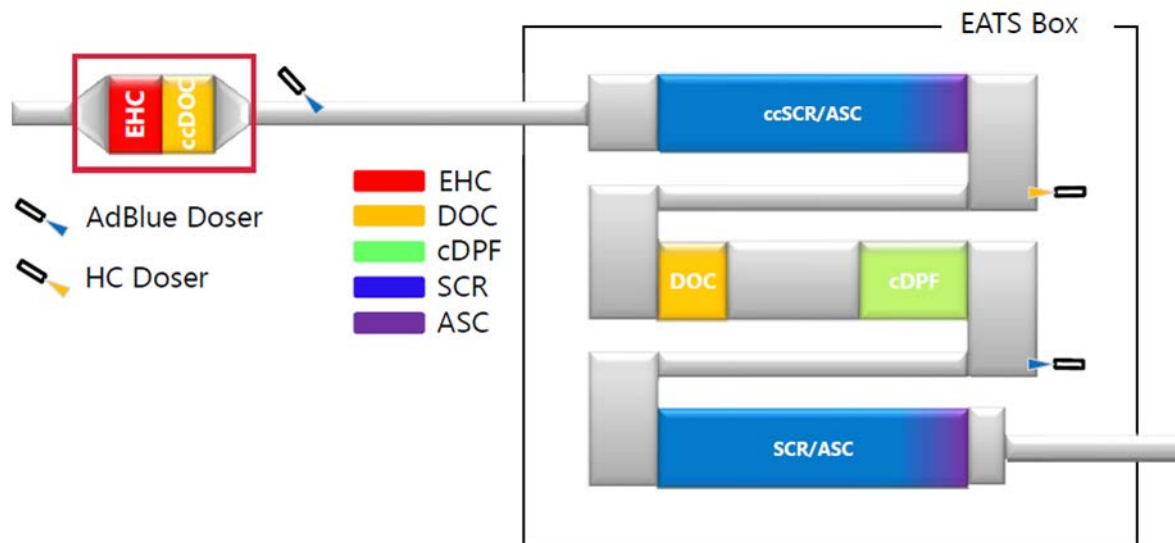 EATS Box
EHC
ccDOC
ccSCR/ASC
AdBlue Doser
HC Doser
EHC
DOC
cDPF
SCR
ASC
DOC
cDPF
SCR/ASC